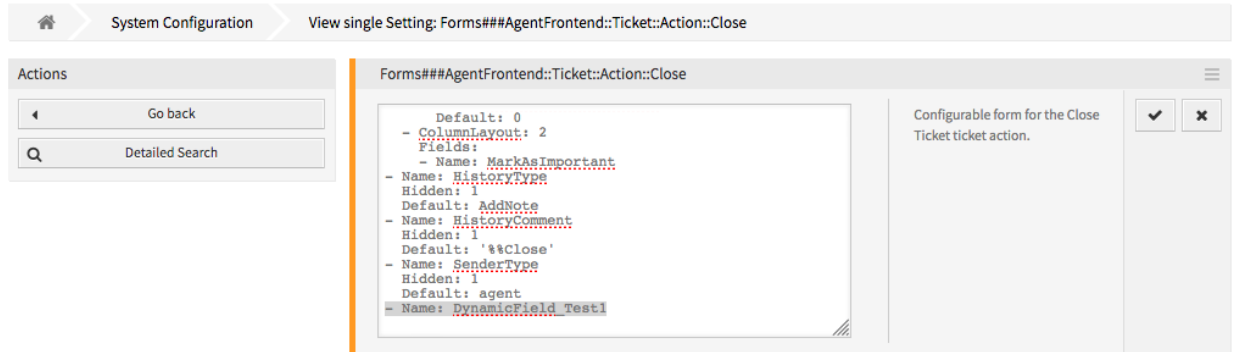 System Configuration
View single Setting: Forms###AgentFrontend::Ticket::Action::Close
Actions
Go back
Detailed Search
Forms###AgentFrontend::Ticket::Action::Close
Default: 0
- ColumnLayout: 2
Fields:
- Name: MarkAsImportant
- Name: HistoryType
Hidden: 1
Default: AddNote
- Name: HistoryComment
Hidden: 1
Default: '%%Close'
- Name: SenderType
Hidden: 1
Default: agent
- Name: DynamicField_Test1
Configurable form for the Close
Ticket ticket action.